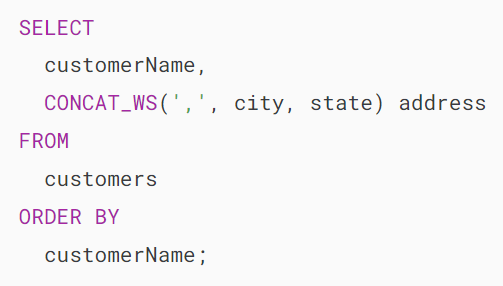 SELECT
customerName,
CONCAT_WS(',', city, state) address
FROM
customers
ORDER BY
customerName;